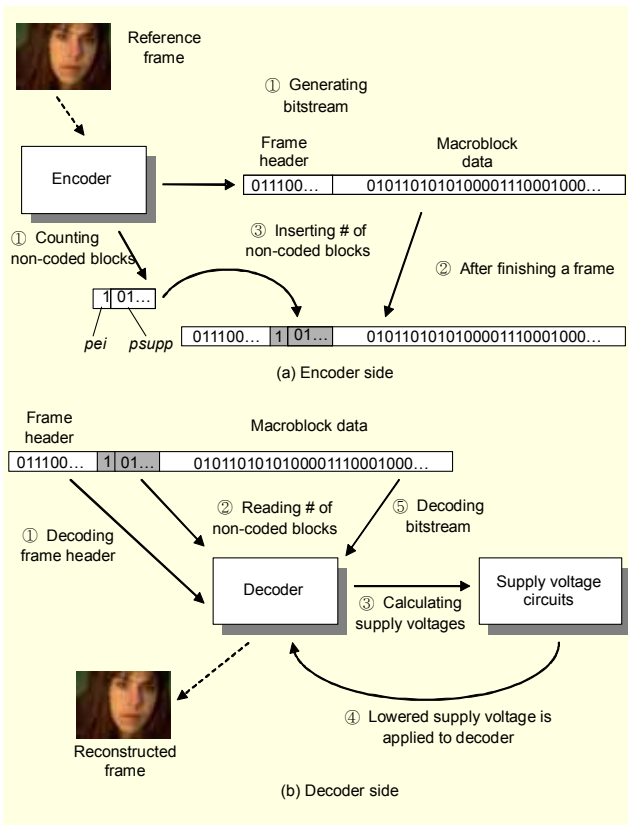 Reference
frame
① Generating
bitstream
Frame
header
Macroblock
data
Encoder
011100... 010110101010000111000100 0...
① Counting
non-coded blocks
③ Inserting # of
non-coded blocks
② After finishing a frame
1 01...
pei psupp
011100... 1 01... 0101101010100001110001000...
(a) Encoder side
Frame
header
Macroblock data
011100... 1 01... 0101101010100001110001000...
① Decoding
frame header
② Reading # of
non-coded blocks
⑤ Decoding
bitstream
Decoder
③ Calculating
supply voltages
Supply voltage
circuits
④ Lowered supply voltage is
applied to decoder
Reconstructed
frame
(b) Decoder side